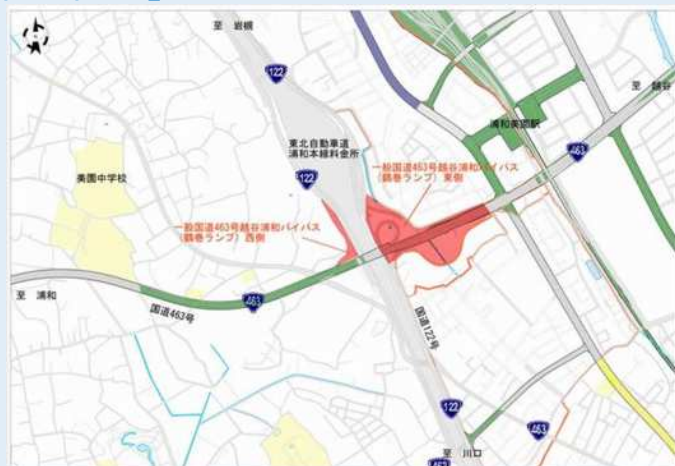 至 岩槻
122
至 越谷
東北自動車道
浦和本線料金所
浦和美園駅
463
122
一般国道463号越谷浦和バイパス
(鶴巻ランプ)東側
美園中学校
一般国道463号越谷浦和バイパス
(鶴巻ランプ)西側
至 浦和
463
国道463号
国道122号
122
463
至 川口
463